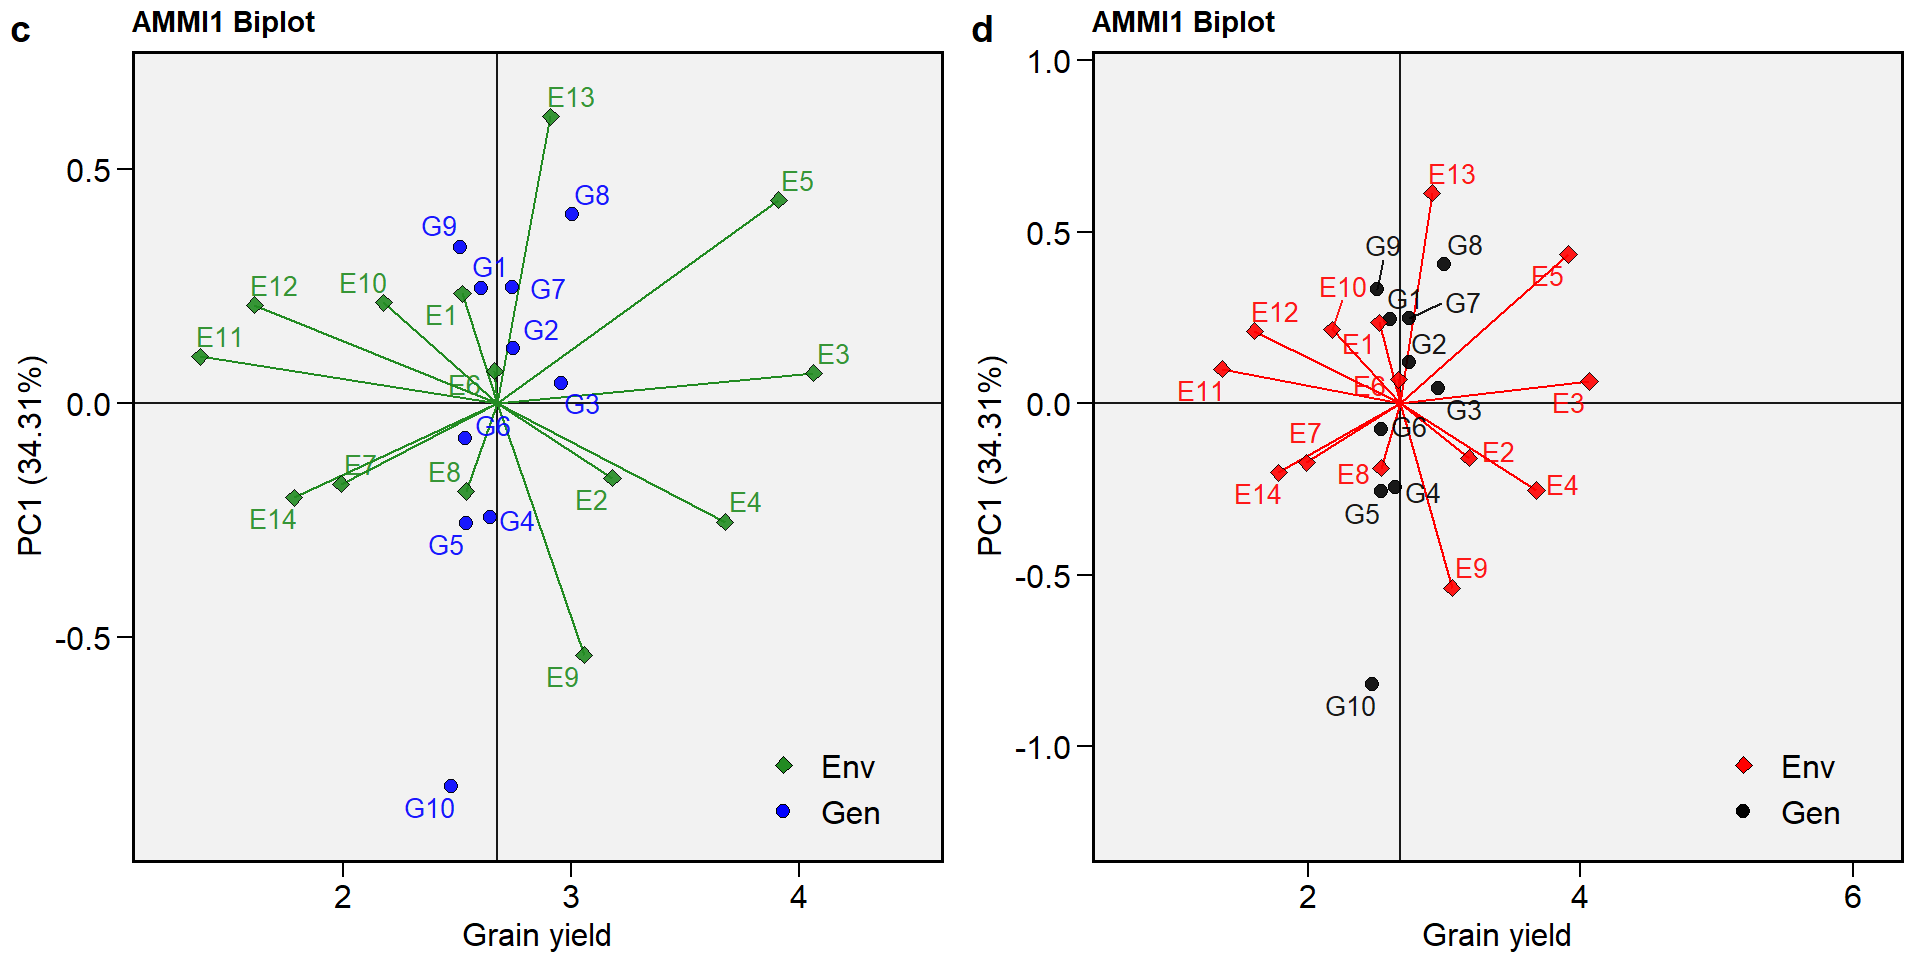 c
AMMI1 Biplot
PC1 (34.31%)
0.5
0.0
-0.5
E13
E5
G8
G9
G1
G7
E12
E10
E1
E11
G2
E3
E6
G3
G6
E7
E8
E2
E14
E4
G4
G5
E9
G10
Env
Gen
2
3
4
Grain yield
d
AMMI1 Biplot
PC1 (34.31%)
1.0
0.5
0.0
-0.5
-1.0
E13
G9
G8
E5
E10
G1
G7
E12
E1
G2
E11
E6
E3
G3
G6
E7
E2
E8
E14
G4
E4
G5
E9
G10
Env
Gen
2
4
6
Grain yield